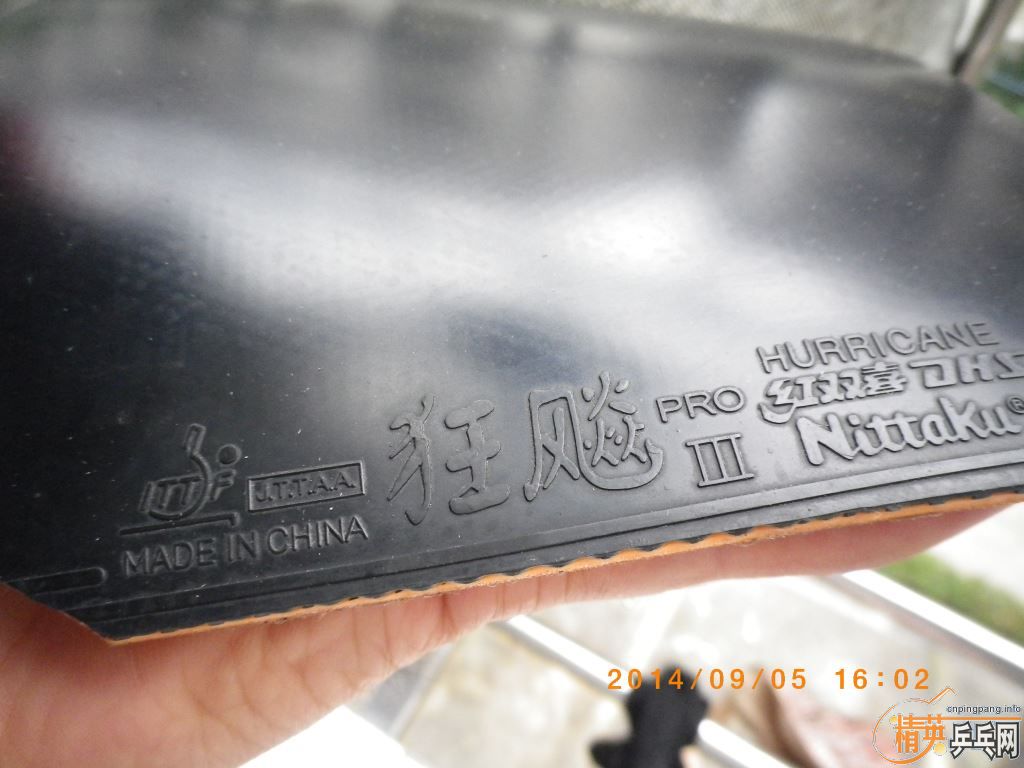 HURRICANE
红双喜 DHS
Nittaku®
狂飚 PRO III
ITTF J.T.T.A.A.
MADE IN CHINA
2014/09/05 16:02
cnpingpang.info
精英乒乓网